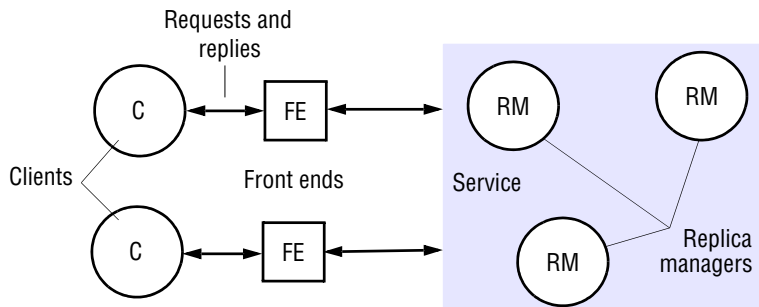 Requests and
replies
C
FE
RM
RM
Clients
Front ends
Service
C
FE
RM
Replica
managers